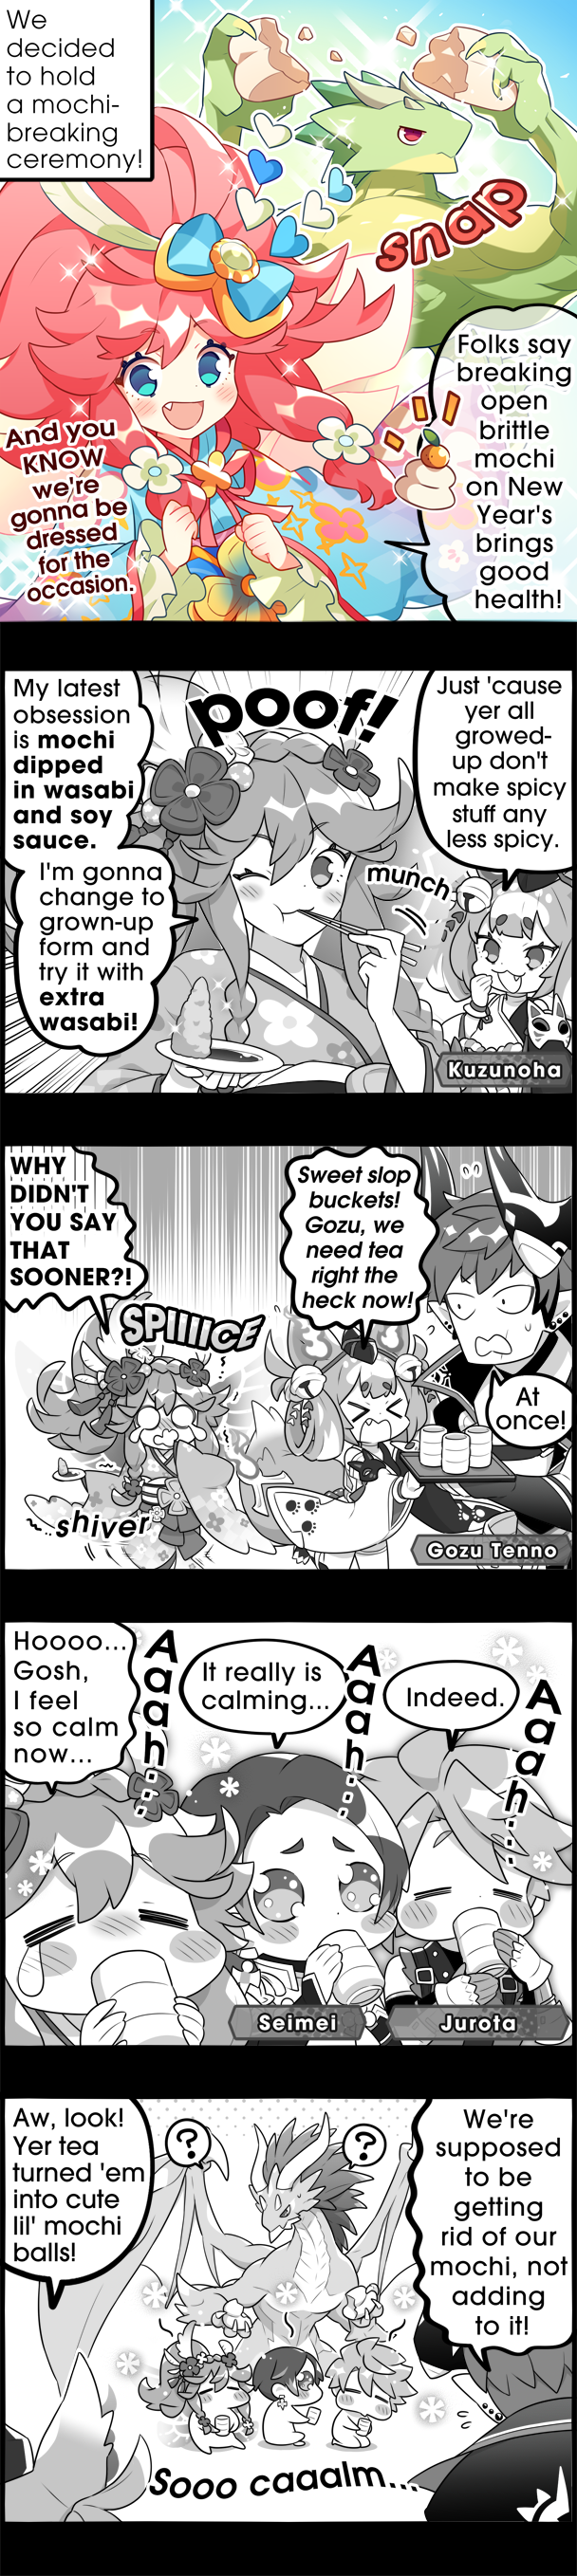 We
decided
to hold
a mochi-
breaking
ceremony!
snap
Folks say
breaking
open
brittle
mochi
on New
Year's
brings
good
health!
And you
KNOW
we're
gonna be
dressed
for the
occasion.
My latest
obsession
is mochi
dipped
in wasabi
and soy
sauce.
I'm gonna
change to
grown-up
form and
try it with
extra
wasabi!
poof!
munch
Just 'cause
yer all
growed-
up don't
make spicy
stuff any
less spicy.
Kuzunoha
WHY
DIDN'T
YOU SAY
THAT
SOONER?!
SPIIIICE
shiver
Sweet slop
buckets!
Gozu, we
need tea
right the
heck now!
At
once!
Gozu Tenno
Hoooo...
Gosh,
I feel
so calm
now...
Aaah...
It really is
calming...
Aaah...
Indeed.
Aaah...
Seimei
Jurota
Aw, look!
Yer tea
turned 'em
into cute
lil' mochi
balls!
?
?
We're
supposed
to be
getting
rid of our
mochi, not
adding
to it!
Sooo caaalm...